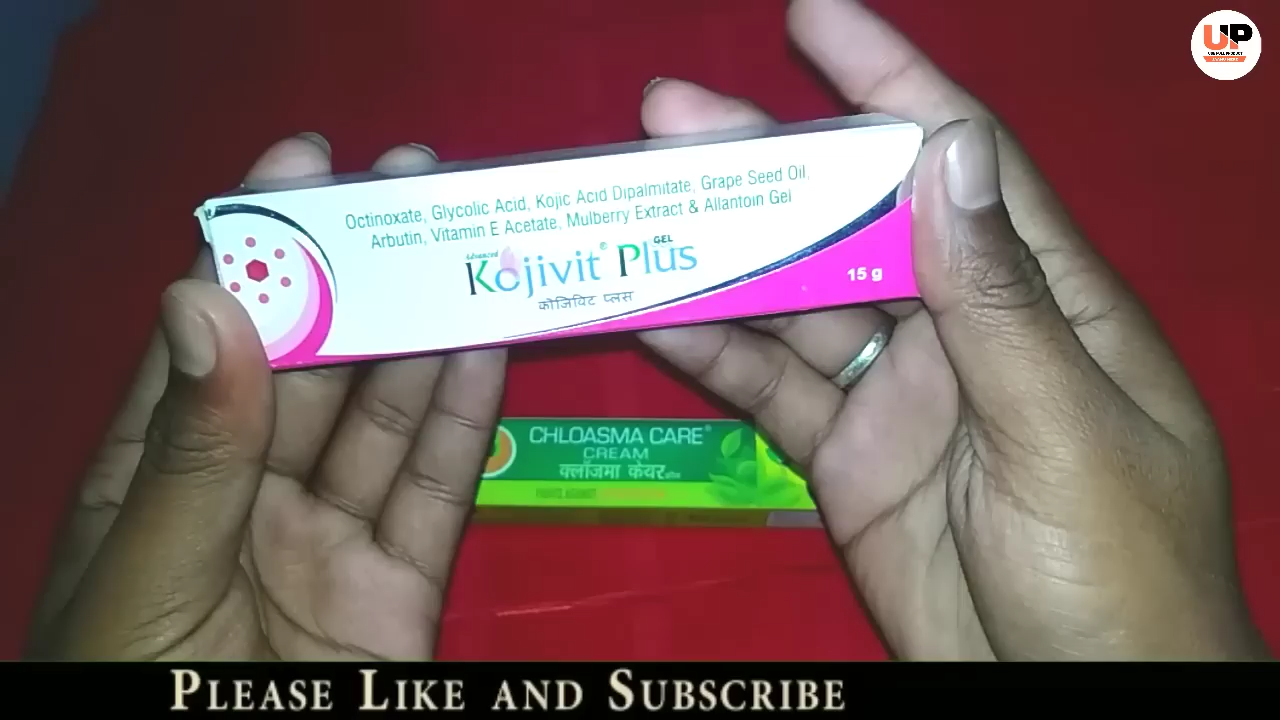 UP
Octinoxate, Glycolic Acid, Kojic Acid Dipalmitate, Grape Seed Oil,
Arbutin, Vitamin E Acetate, Mulberry Extract & Allantoin Gel
Advanced
Kojivit® Plus GEL
कोजिविट प्लस
15 g
CHLOASMA CARE®
CREAM
क्लॉजमा केयर क्रीम
PLEASE LIKE AND SUBSCRIBE